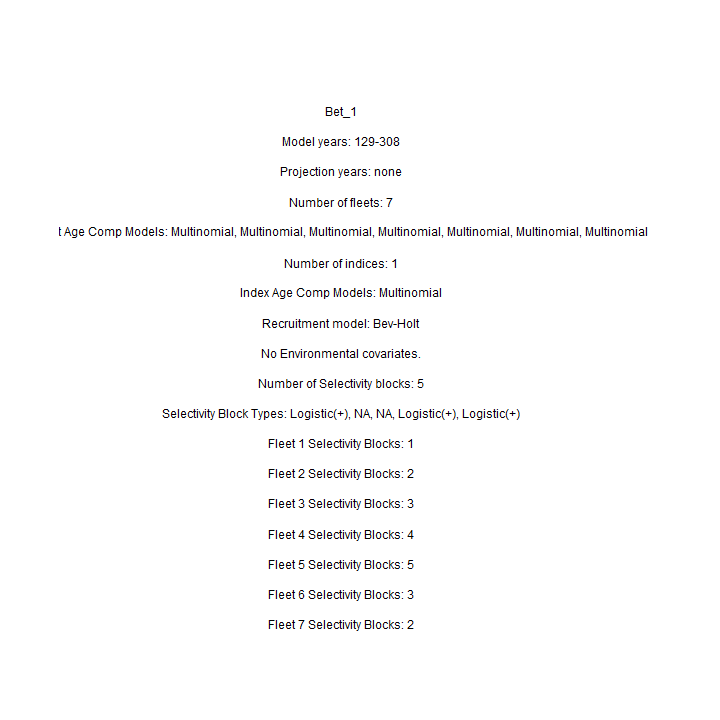 Bet_1
Model years: 129-308
Projection years: none
Number of fleets: 7
t Age Comp Models: Multinomial, Multinomial, Multinomial, Multinomial, Multinomial, Multinomial, Multinomial
Number of indices: 1
Index Age Comp Models: Multinomial
Recruitment model: Bev-Holt
No Environmental covariates.
Number of Selectivity blocks: 5
Selectivity Block Types: Logistic(+), NA, NA, Logistic(+), Logistic(+)
Fleet 1 Selectivity Blocks: 1
Fleet 2 Selectivity Blocks: 2
Fleet 3 Selectivity Blocks: 3
Fleet 4 Selectivity Blocks: 4
Fleet 5 Selectivity Blocks: 5
Fleet 6 Selectivity Blocks: 3
Fleet 7 Selectivity Blocks: 2